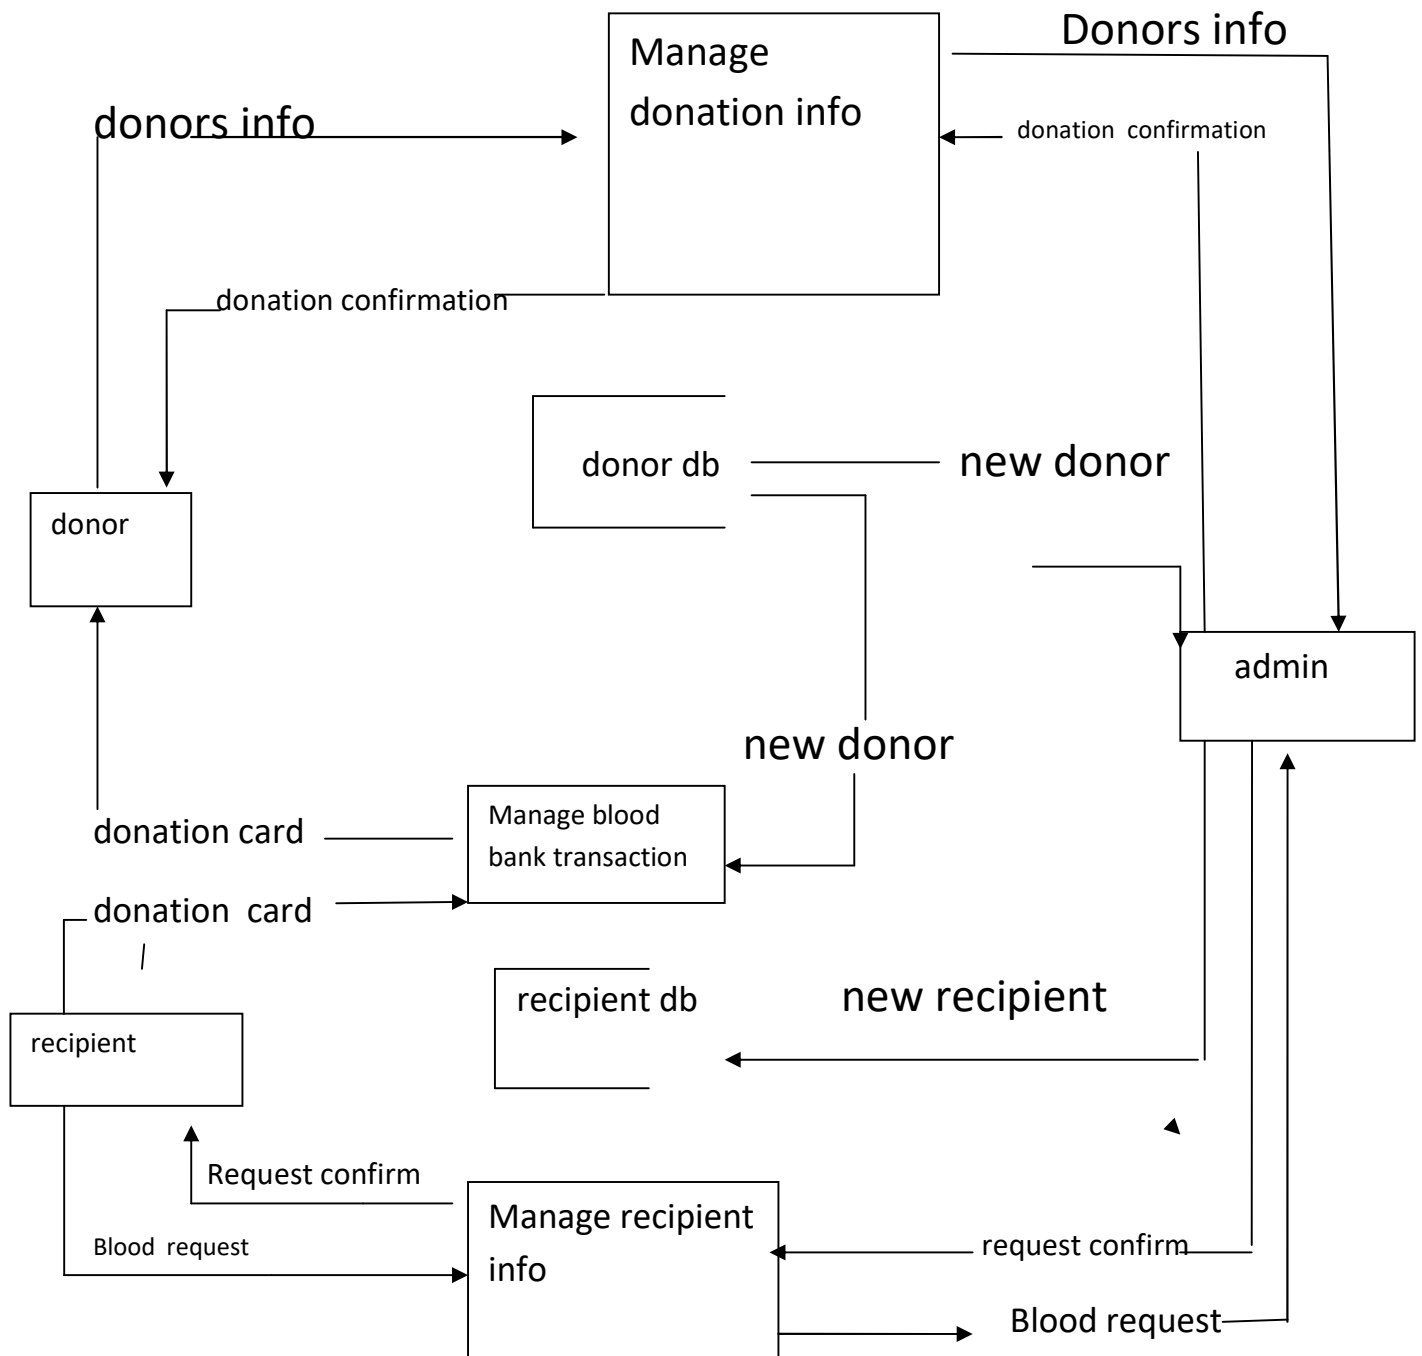 Donors info
Manage
donation info
donors info
donation confirmation
donation confirmation
donor db
new donor
donor
admin
new donor
Manage blood
bank transaction
donation card
donation card
recipient db
new recipient
recipient
Request confirm
Manage recipient
info
Blood request
request confirm
Blood request